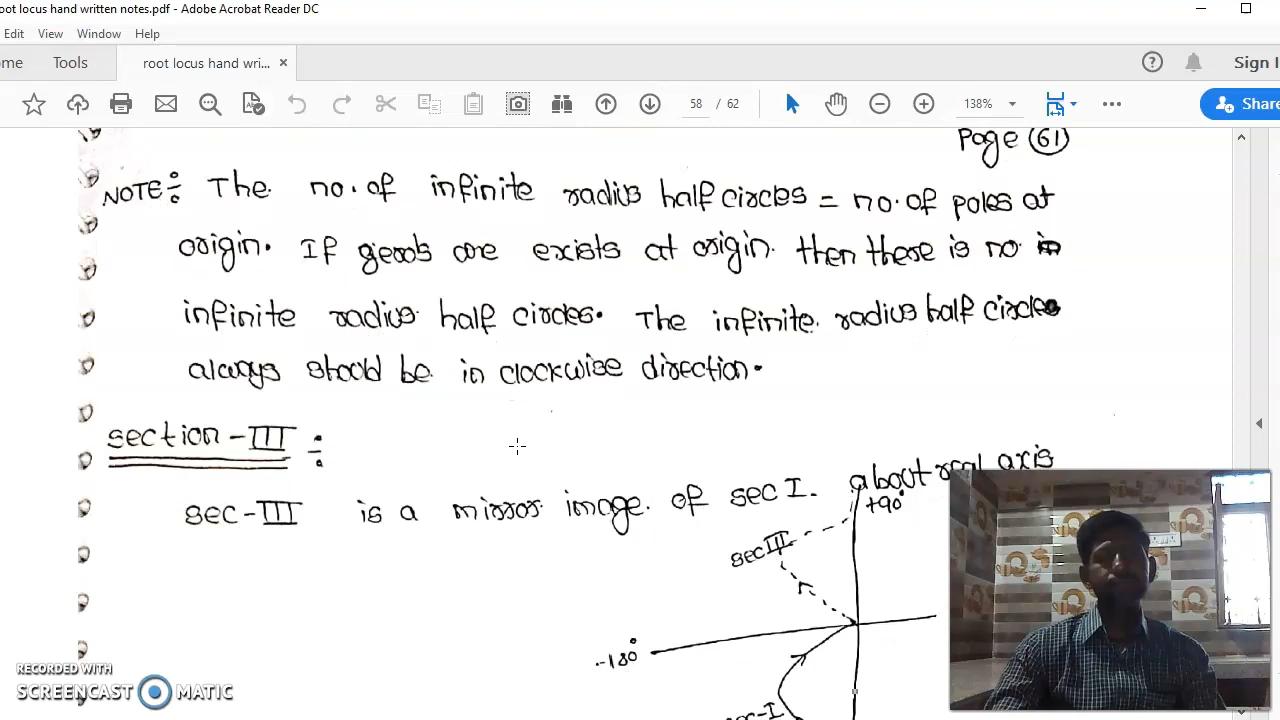 root locus hand written notes.pdf - Adobe Acrobat Reader DC
Edit View Window Help
ome Tools root locus hand wri... × ? Sign I
58 / 62 138% Share
Page 61
NOTE: The no. of infinite radius half circles = no. of poles at
origin. If zeros are exists at origin then there is no
infinite radius half circles. The infinite radius half circles
always should be in clockwise direction.
section-III :
about real axis
sec-III is a mirror image of sec I.
+90°
sec III
-180°
sec-I
RECORDED WITH
SCREENCAST MATIC